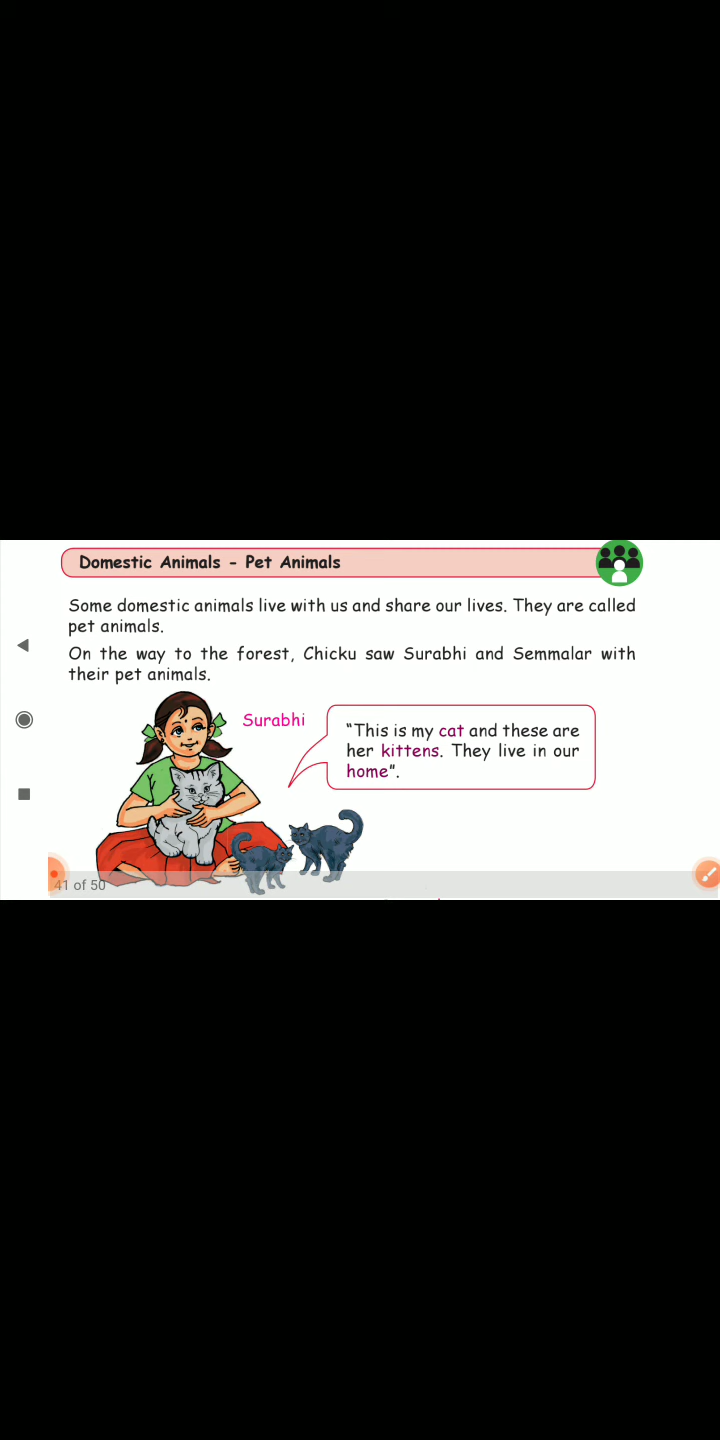 Domestic Animals - Pet Animals
Some domestic animals live with us and share our lives. They are called
pet animals.
On the way to the forest, Chicku saw Surabhi and Semmalar with
their pet animals.
Surabhi
“This is my cat and these are
her kittens. They live in our
home”.
41 of 50